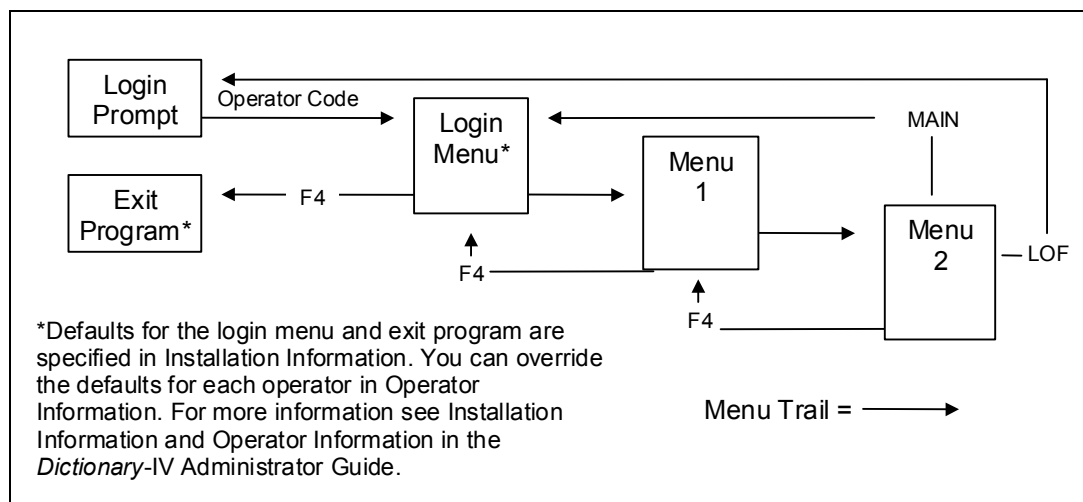 Login
Prompt
Operator Code
Login
Menu*
MAIN
Menu
1
Exit
Program*
F4
Menu
2
LOF
F4
F4
*Defaults for the login menu and exit program are
specified in Installation Information. You can override
the defaults for each operator in Operator
Information. For more information see Installation
Information and Operator Information in the
Dictionary-IV Administrator Guide.
Menu Trail =